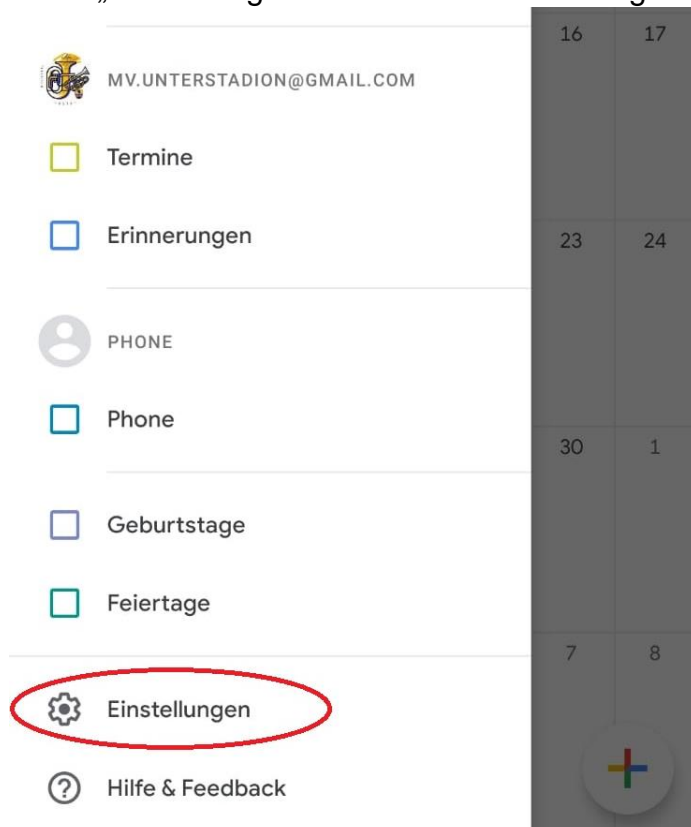 16 17
MV.UNTERSTADION@GMAIL.COM
Termine
Erinnerungen
23 24
PHONE
Phone
30 1
Geburtstage
Feiertage
7 8
Einstellungen
Hilfe & Feedback